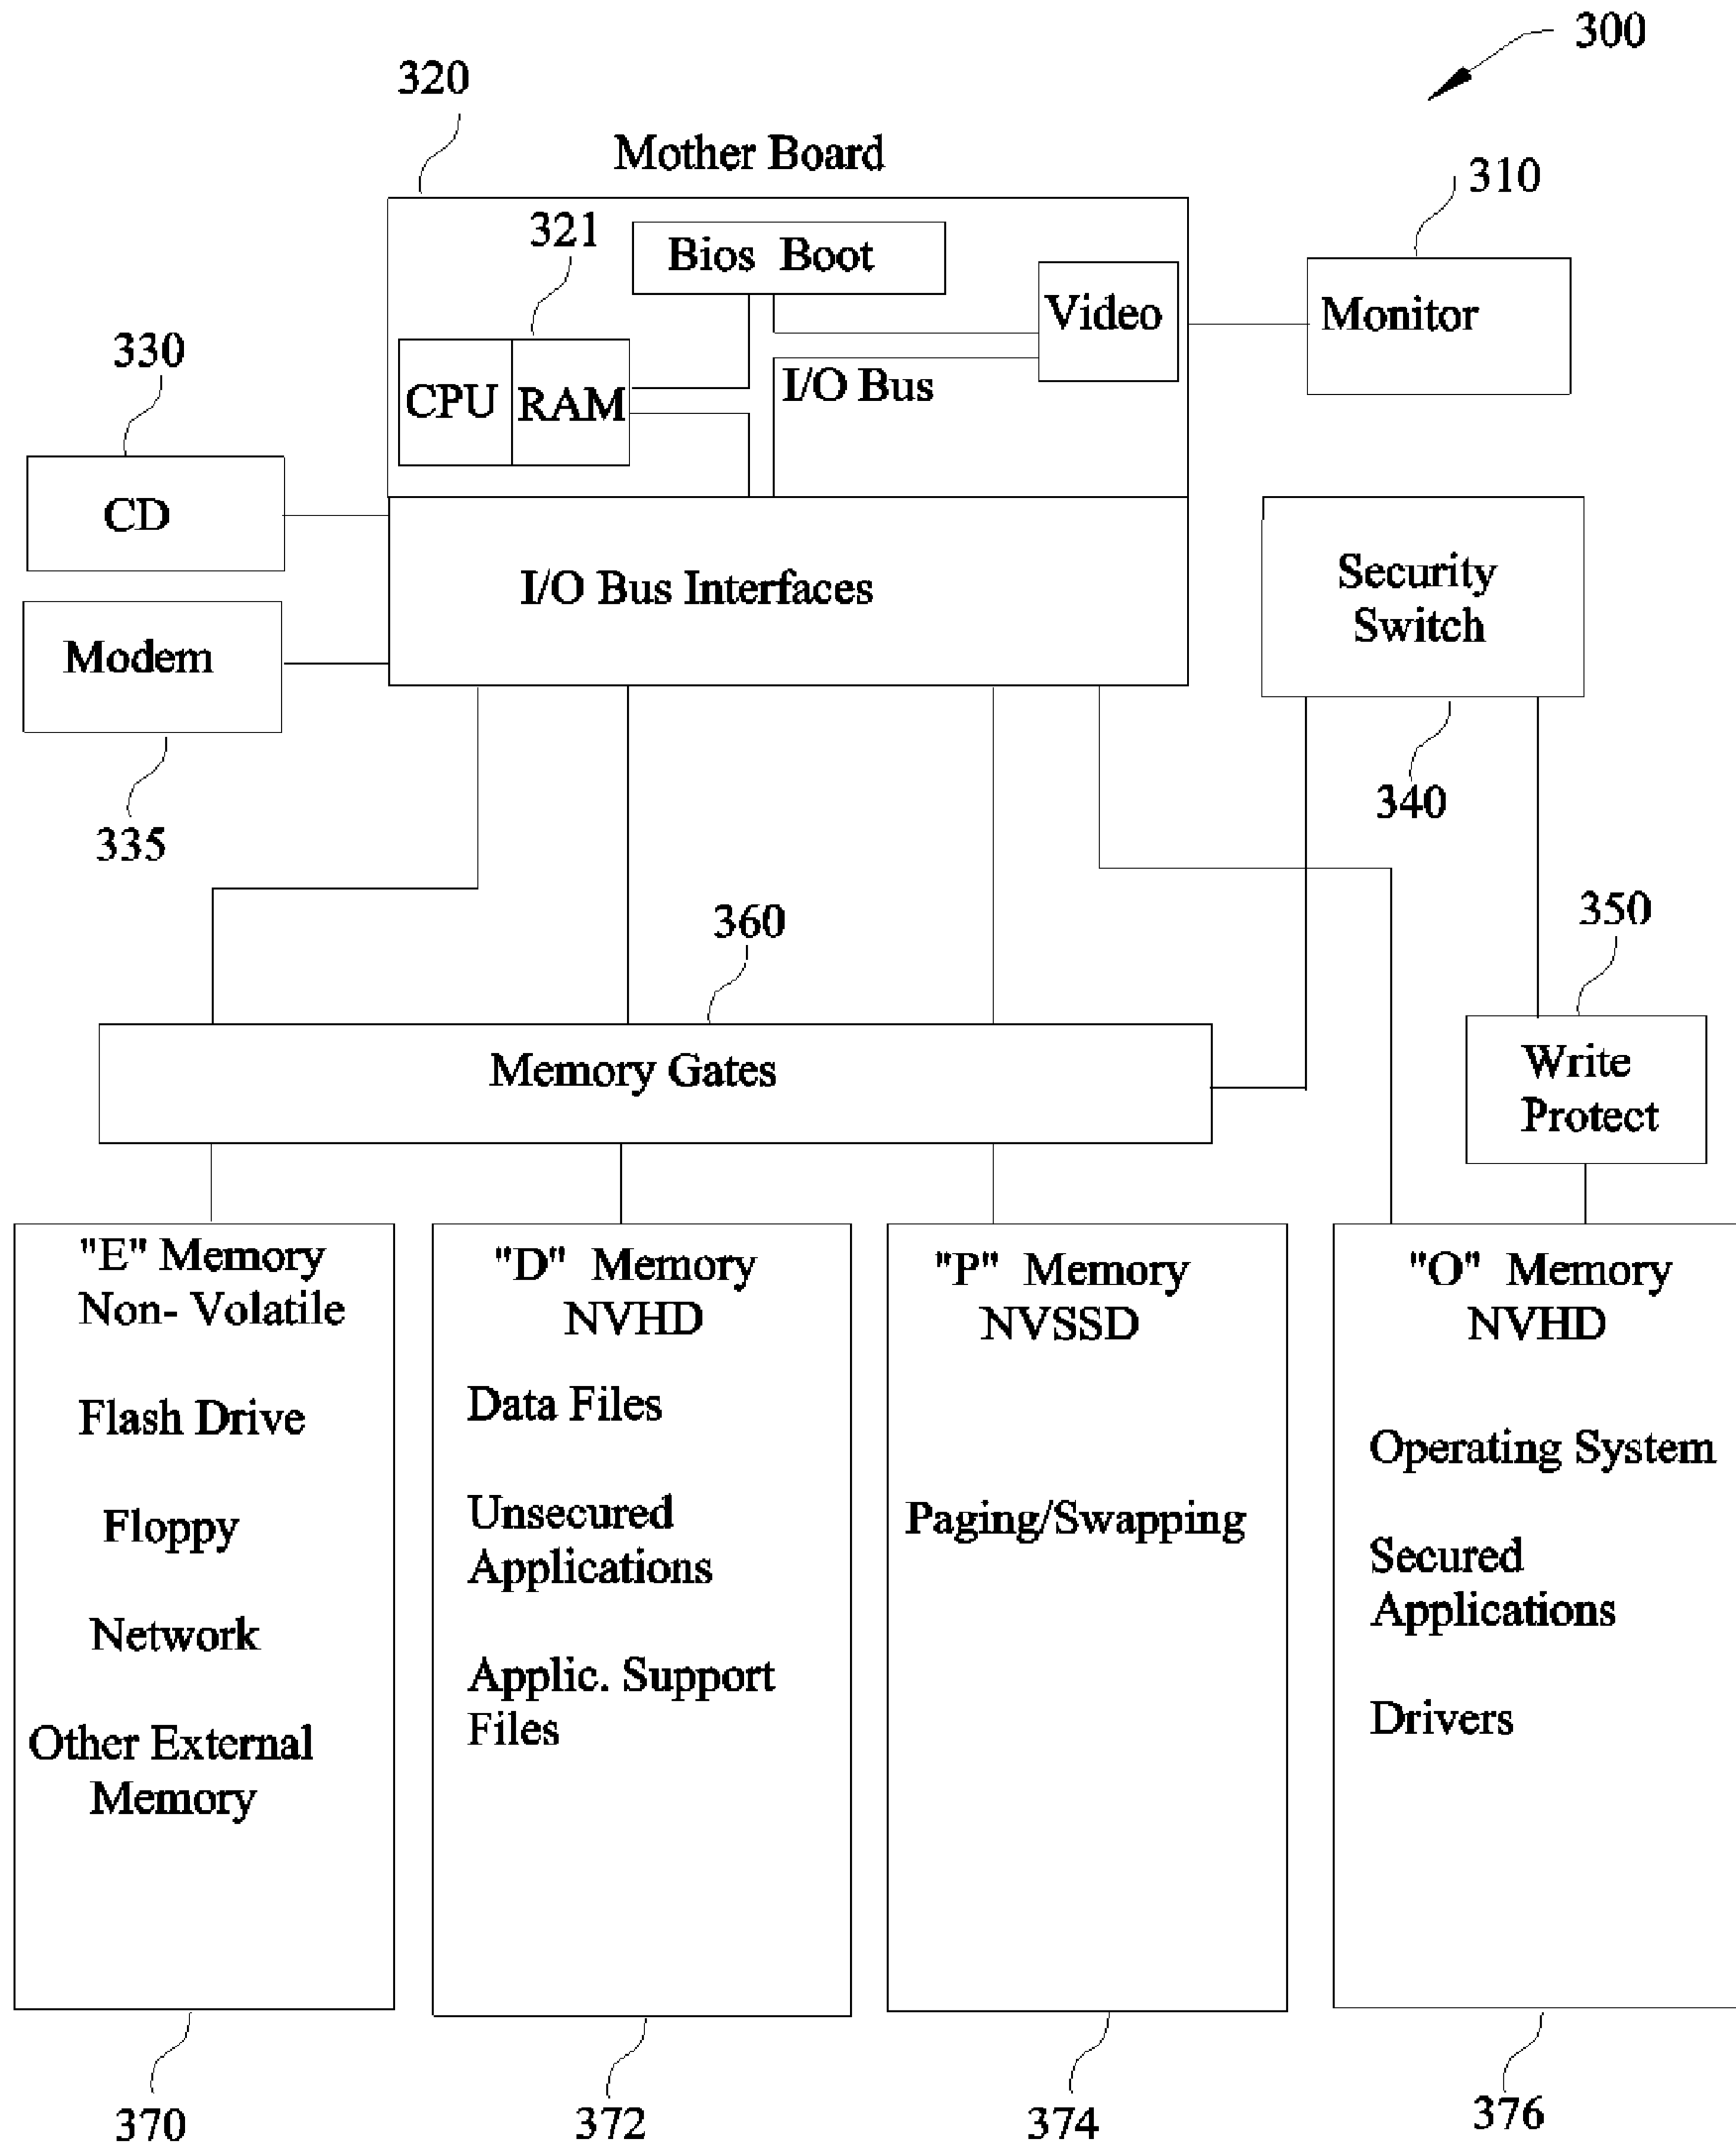 300
320
Mother Board
310
321
Bios Boot
Video
Monitor
330
CPU
RAM
I/O Bus
CD
I/O Bus Interfaces
Security
Switch
Modem
335
340
360
350
Memory Gates
Write
Protect
"E" Memory
Non- Volatile
Flash Drive
Floppy
Network
Other External
Memory
"D" Memory
NVHD
Data Files
Unsecured
Applications
Applic. Support
Files
"P" Memory
NVSSD
Paging/Swapping
"O" Memory
NVHD
Operating System
Secured
Applications
Drivers
370
372
374
376